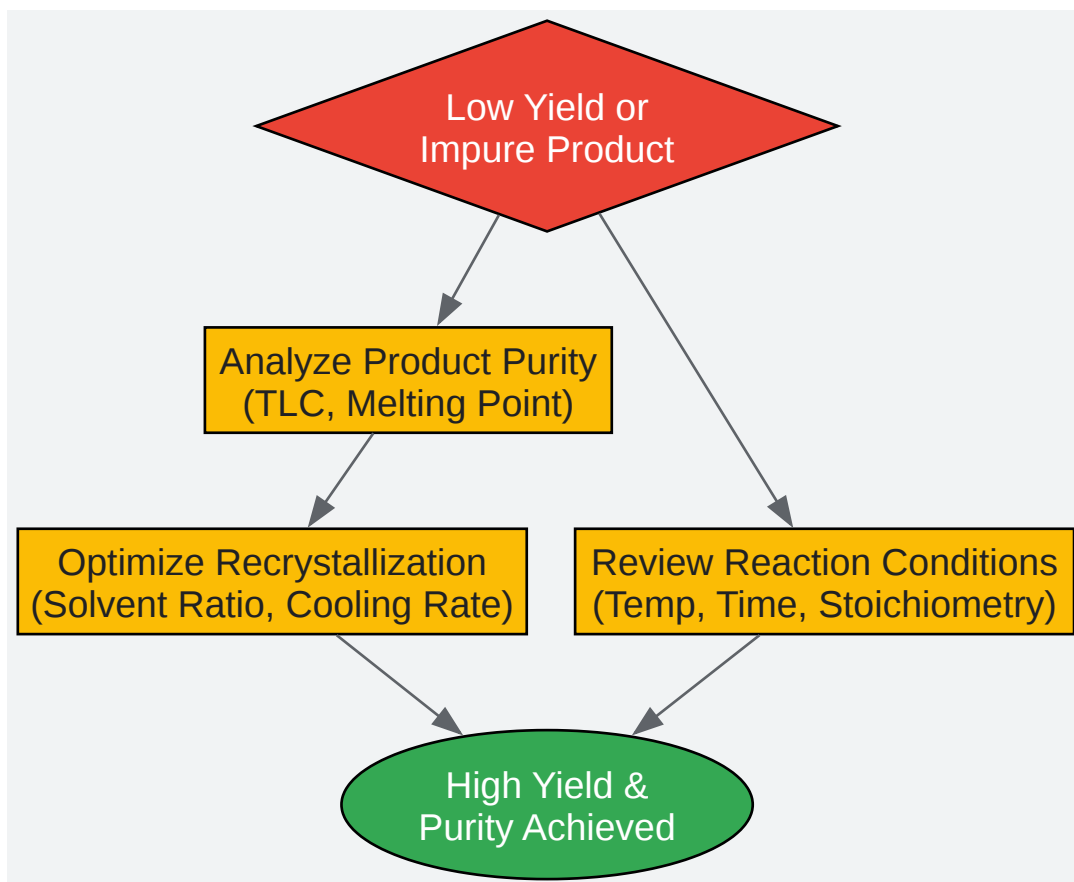 Low Yield or
Impure Product
Analyze Product Purity
(TLC, Melting Point)
Optimize Recrystallization
(Solvent Ratio, Cooling Rate)
Review Reaction Conditions
(Temp, Time, Stoichiometry)
High Yield &
Purity Achieved